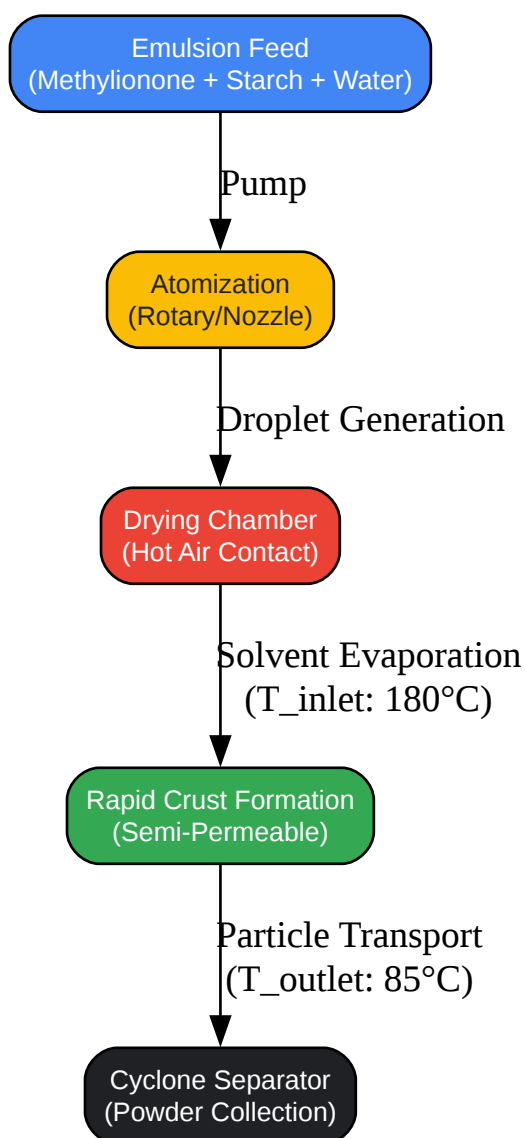 Emulsion Feed
(Methylionone + Starch + Water)
Pump
Atomization
(Rotary/Nozzle)
Droplet Generation
Drying Chamber
(Hot Air Contact)
Solvent Evaporation
(T_inlet: 180°C)
Rapid Crust Formation
(Semi-Permeable)
Particle Transport
(T_outlet: 85°C)
Cyclone Separator
(Powder Collection)